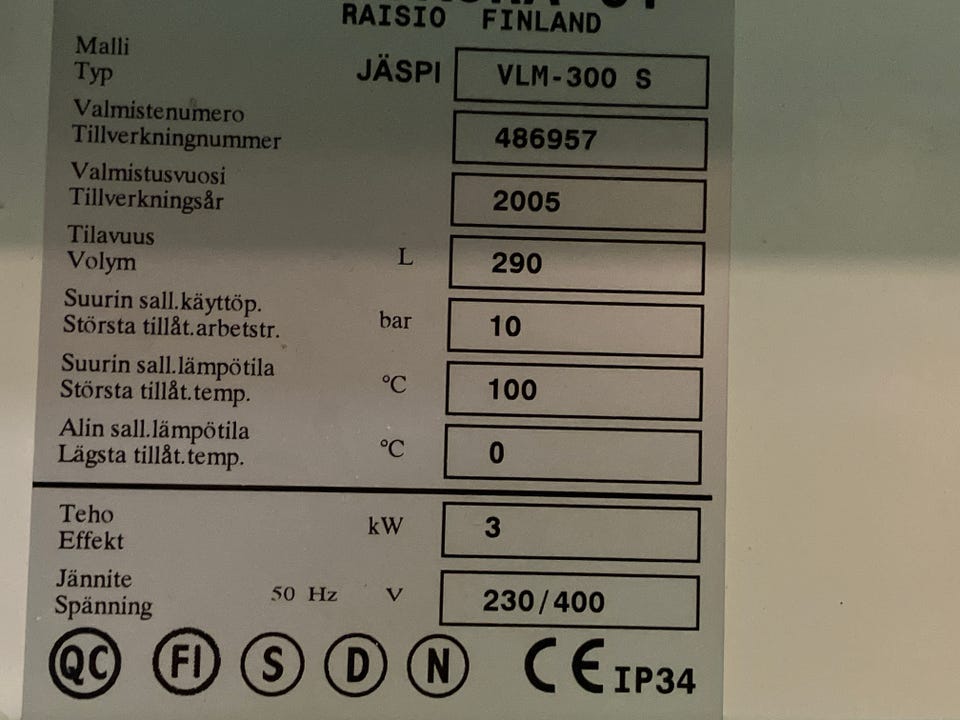 RAISIO FINLAND
Malli
Typ
JÄSPI VLM-300 S
Valmistenumero
Tillverkningnummer
486957
Valmistusvuosi
Tillverkningsår
2005
Tilavuus
Volym
L 290
Suurin sall.käyttöp.
Största tillåt.arbetstr.
bar 10
Suurin sall.lämpötila
Största tillåt.temp.
°C 100
Alin sall.lämpötila
Lägsta tillåt.temp.
°C 0
Teho
Effekt
kW 3
Jännite
Spänning
50 Hz V 230/400
QC FI S D N CE IP34